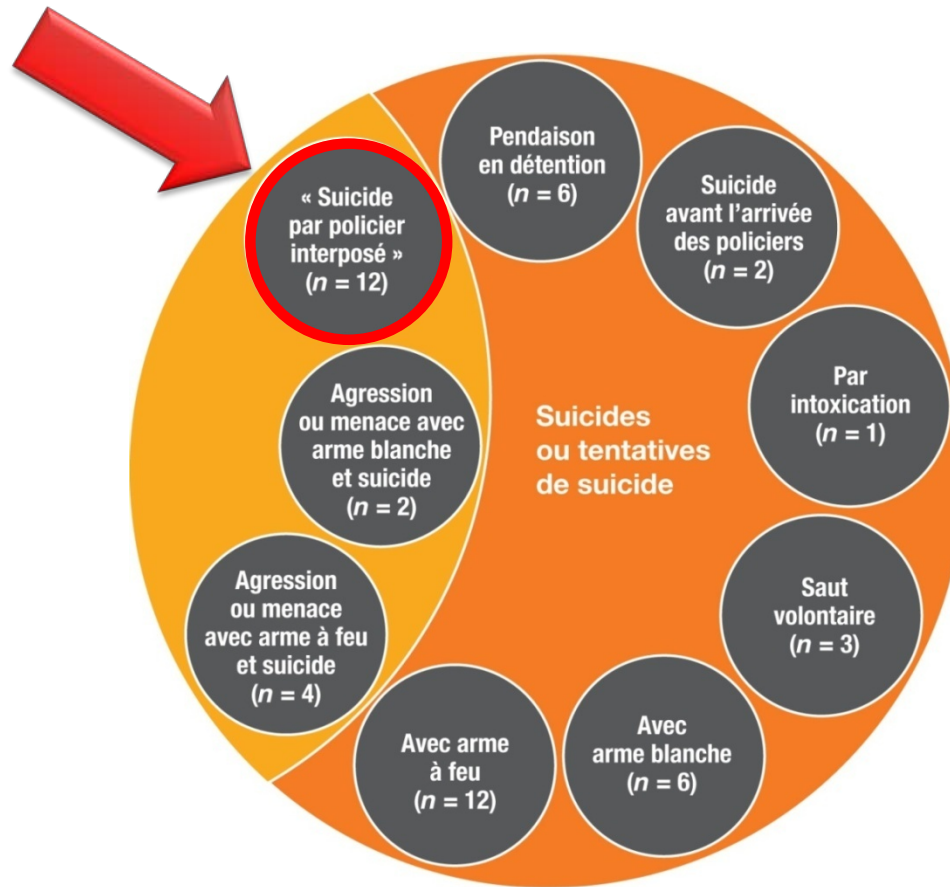 Pendaison
en détention
(n = 6)
« Suicide
par policier
interposé »
(n = 12)
Suicide
avant l’arrivée
des policiers
(n = 2)
Par
intoxication
(n = 1)
Agression
ou menace avec
arme blanche
et suicide
(n = 2)
Suicides
ou tentatives
de suicide
Agression
ou menace
avec arme à feu
et suicide
(n = 4)
Saut
volontaire
(n = 3)
Avec arme
à feu
(n = 12)
Avec
arme blanche
(n = 6)